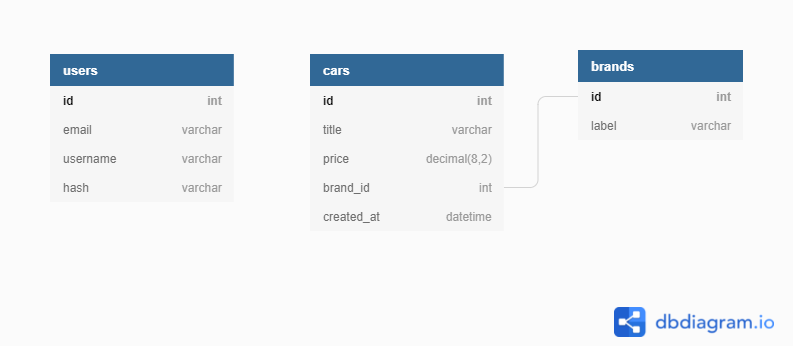 users
id int
email varchar
username varchar
hash varchar
cars
id int
title varchar
price decimal(8,2)
brand_id int
created_at datetime
brands
id int
label varchar
dbdiagram.io